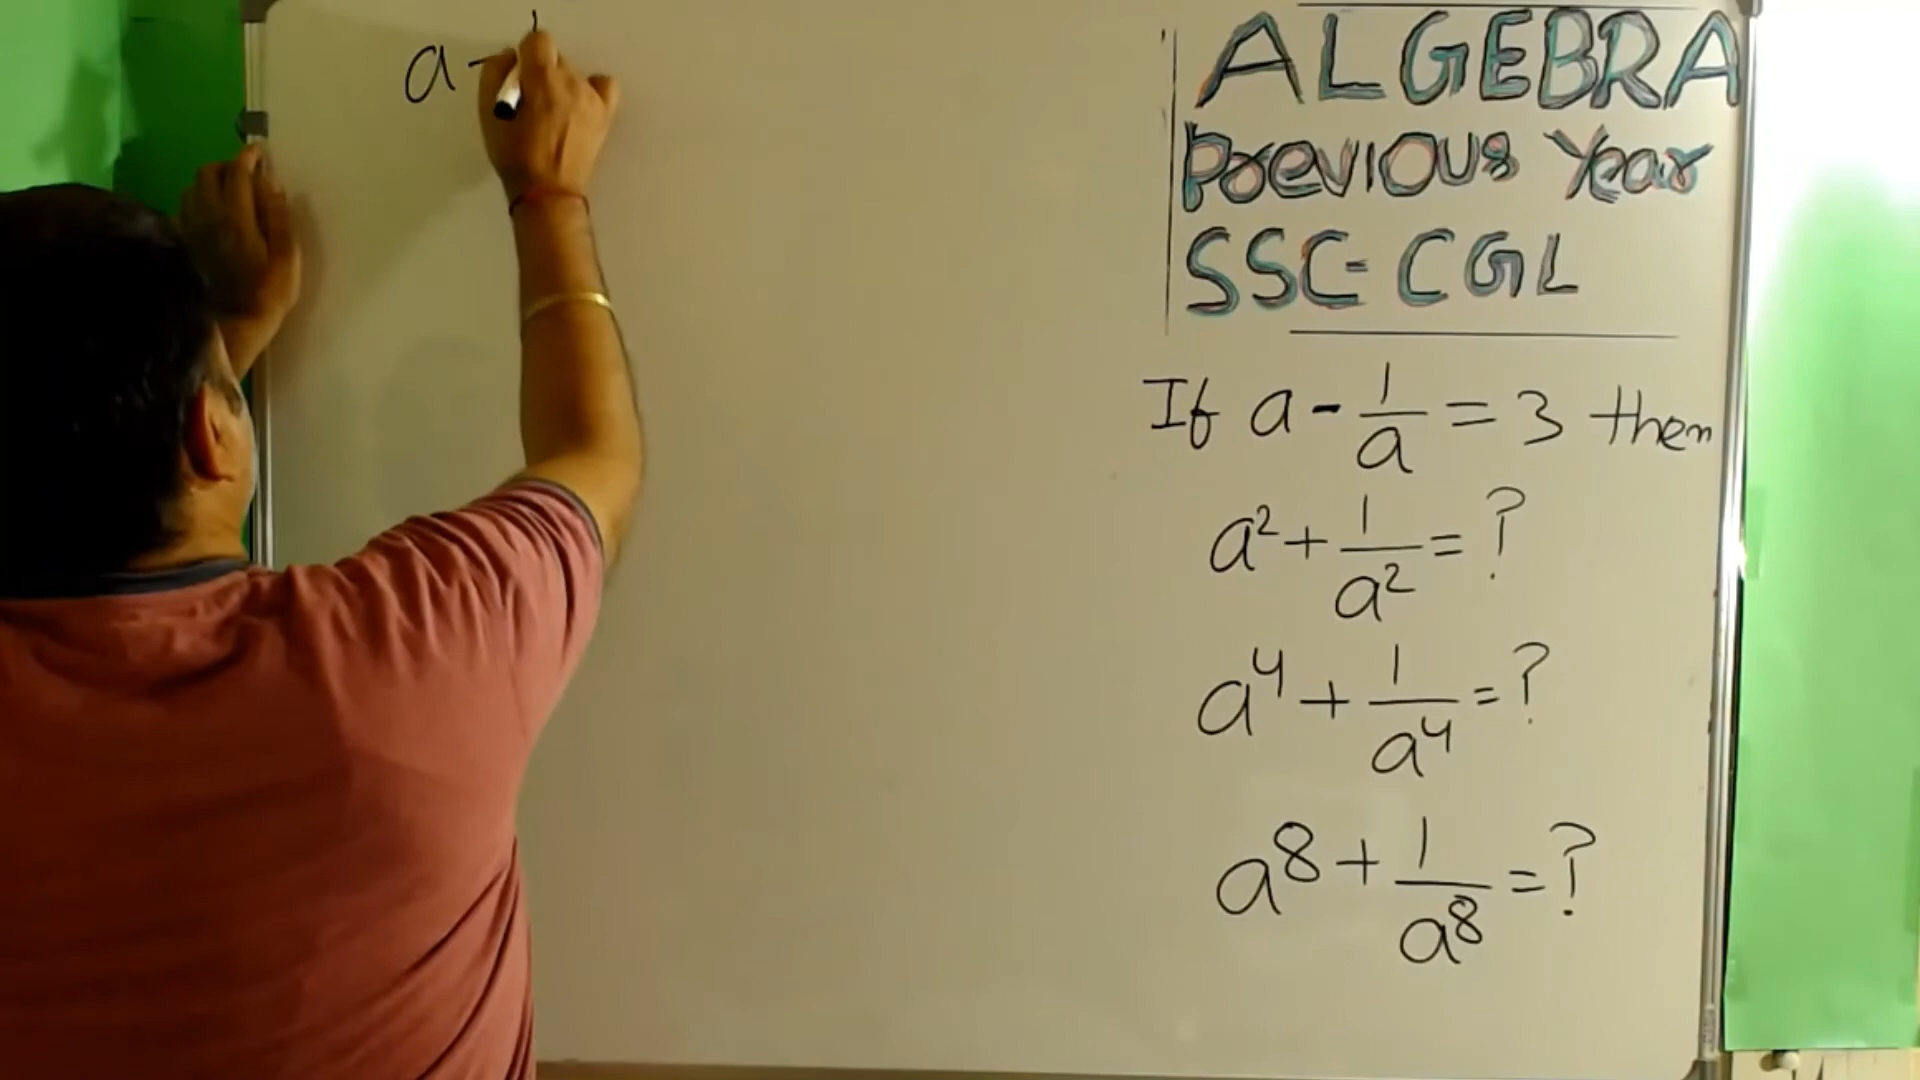 a -
ALGEBRA
Previous Year
SSC-CGL
If a - 1/a = 3 then
a² + 1/a² = ?
a⁴ + 1/a⁴ = ?
a⁸ + 1/a⁸ = ?